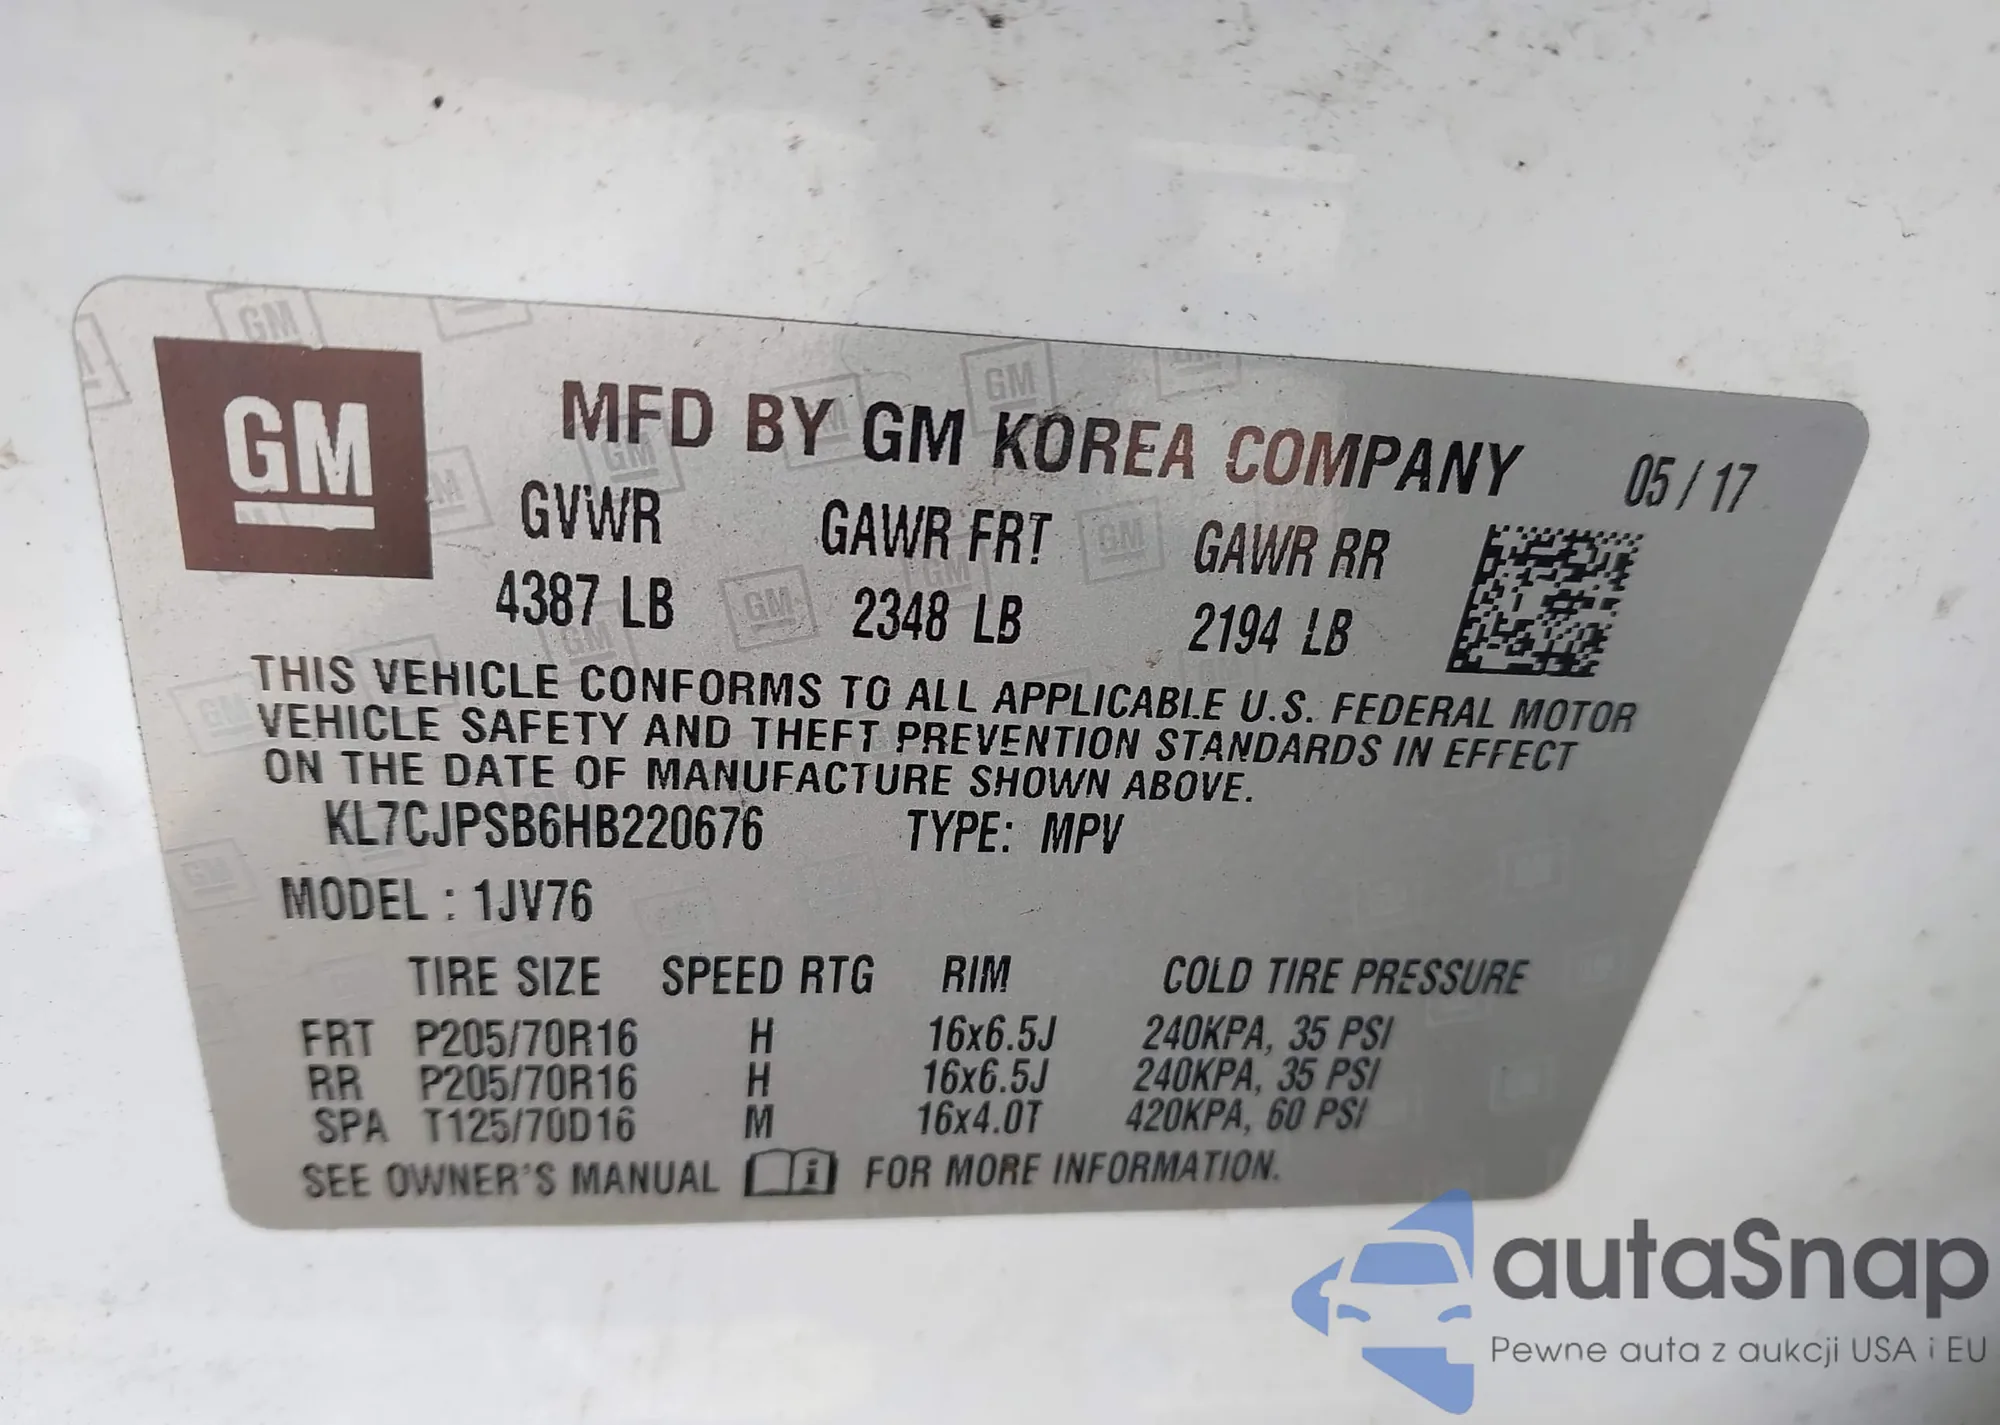 GM
MFD BY GM KOREA COMPANY 05 / 17
GVWR GAWR FRT GAWR RR
4387 LB 2348 LB 2194 LB
THIS VEHICLE CONFORMS TO ALL APPLICABLE U.S. FEDERAL MOTOR
VEHICLE SAFETY AND THEFT PREVENTION STANDARDS IN EFFECT
ON THE DATE OF MANUFACTURE SHOWN ABOVE.
KL7CJPSB6HB220676 TYPE: MPV
MODEL : 1JV76
TIRE SIZE SPEED RTG RIM COLD TIRE PRESSURE
FRT P205/70R16 H 16x6.5J 240KPA, 35 PSI
RR P205/70R16 H 16x6.5J 240KPA, 35 PSI
SPA T125/70D16 M 16x4.0T 420KPA, 60 PSI
SEE OWNER'S MANUAL i FOR MORE INFORMATION.
autaSnap
Pewne auta z aukcji USA i EU